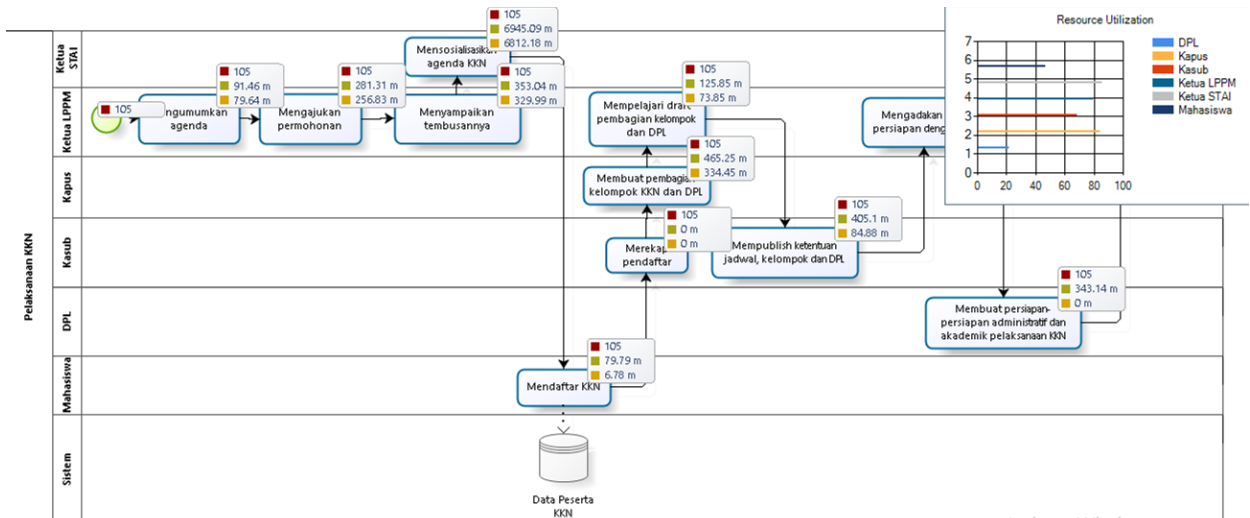 Pelaksanaan KKN
Ketua
STAI
Ketua LPPM
Kapus
Kasub
DPL
Mahasiswa
Sistem
105
ngumumkan
agenda
105
91.46 m
79.64 m
Mengajukan
permohonan
105
281.31 m
256.83 m
Menyampaikan
tembusannya
105
353.04 m
329.99 m
Mensosialisasikan
agenda KKN
105
6945.09 m
6812.18 m
Mendaftar KKN
105
79.79 m
6.78 m
Data Peserta
KKN
Merekap
pendaftar
105
0 m
0 m
Membuat pembagian
kelompok KKN dan DPL
105
465.25 m
334.45 m
Mempelajari draft
pembagian kelompok
dan DPL
105
125.85 m
73.85 m
Mempublish ketentuan
jadwal, kelompok dan DPL
105
405.1 m
84.88 m
Mengadakan
persiapan deng
Membuat persiapan-
persiapan administratif dan
akademik pelaksanaan KKN
105
343.14 m
0 m
Resource Utilization
7
6
5
4
3
2
1
0
0 20 40 60 80 100
DPL
Kapus
Kasub
Ketua LPPM
Ketua STAI
Mahasiswa